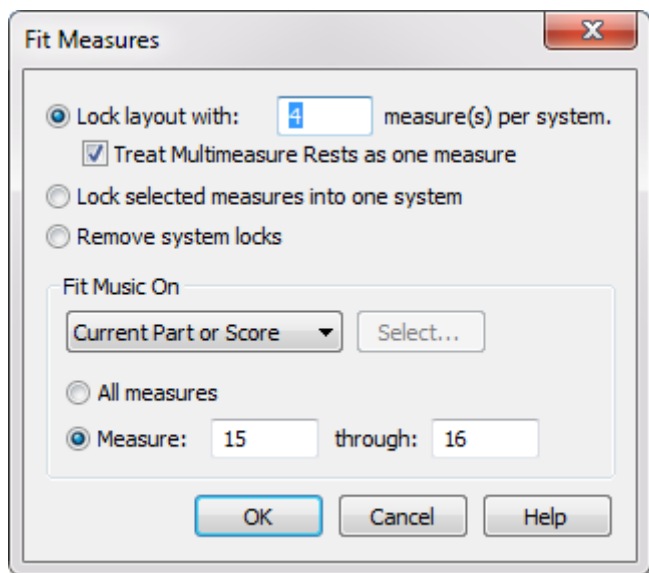 Fit Measures
Lock layout with: 4 measure(s) per system.
Treat Multimeasure Rests as one measure
Lock selected measures into one system
Remove system locks
Fit Music On
Current Part or Score Select...
All measures
Measure: 15 through: 16
OK Cancel Help